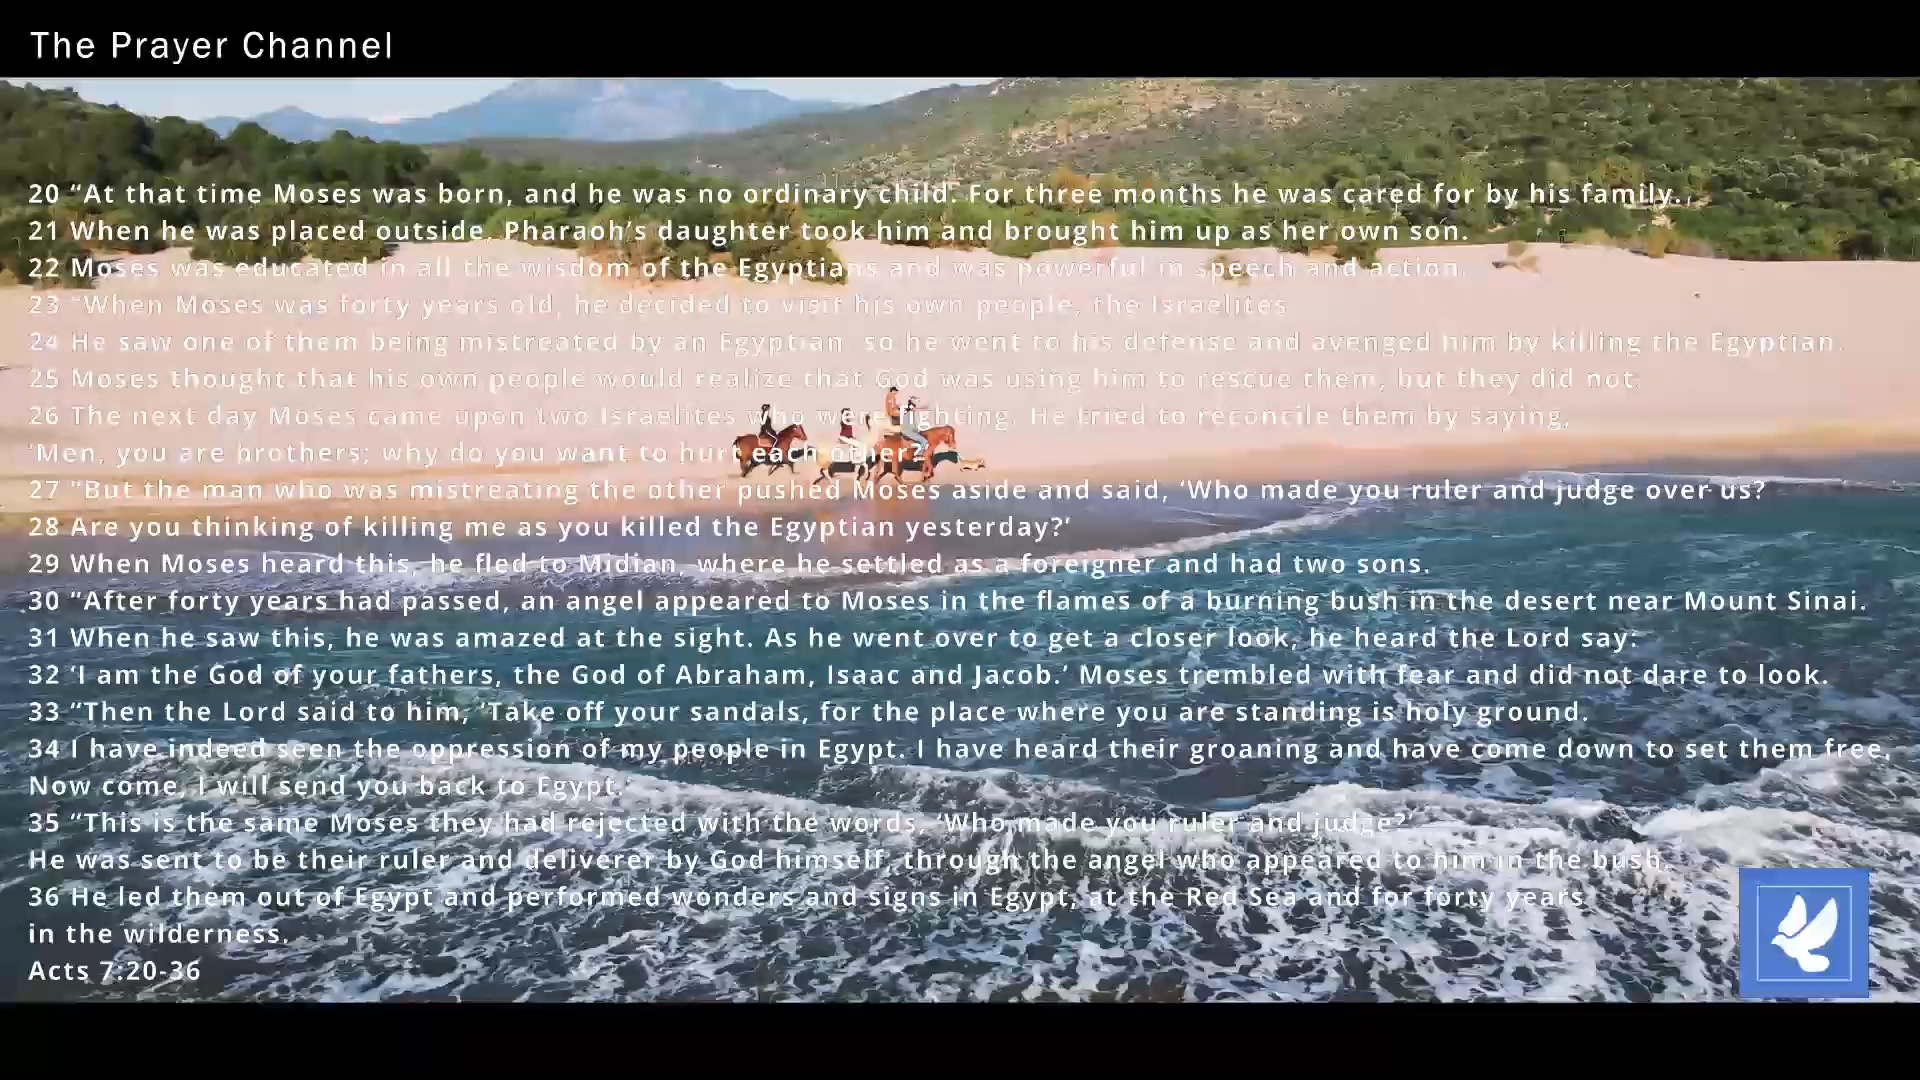 The Prayer Channel
20 “At that time Moses was born, and he was no ordinary child. For three months he was cared for by his family.
21 When he was placed outside, Pharaoh’s daughter took him and brought him up as her own son.
22 Moses was educated in all the wisdom of the Egyptians and was powerful in speech and action.
23 “When Moses was forty years old, he decided to visit his own people, the Israelites.
24 He saw one of them being mistreated by an Egyptian, so he went to his defense and avenged him by killing the Egyptian.
25 Moses thought that his own people would realize that God was using him to rescue them, but they did not.
26 The next day Moses came upon two Israelites who were fighting. He tried to reconcile them by saying,
‘Men, you are brothers; why do you want to hurt each other?’
27 “But the man who was mistreating the other pushed Moses aside and said, ‘Who made you ruler and judge over us?
28 Are you thinking of killing me as you killed the Egyptian yesterday?’
29 When Moses heard this, he fled to Midian, where he settled as a foreigner and had two sons.
30 “After forty years had passed, an angel appeared to Moses in the flames of a burning bush in the desert near Mount Sinai.
31 When he saw this, he was amazed at the sight. As he went over to get a closer look, he heard the Lord say:
32 ‘I am the God of your fathers, the God of Abraham, Isaac and Jacob.’ Moses trembled with fear and did not dare to look.
33 “Then the Lord said to him, ‘Take off your sandals, for the place where you are standing is holy ground.
34 I have indeed seen the oppression of my people in Egypt. I have heard their groaning and have come down to set them free.
Now come, I will send you back to Egypt.’
35 “This is the same Moses they had rejected with the words, ‘Who made you ruler and judge?’
He was sent to be their ruler and deliverer by God himself, through the angel who appeared to him in the bush.
36 He led them out of Egypt and performed wonders and signs in Egypt, at the Red Sea and for forty years
in the wilderness.
Acts 7:20-36